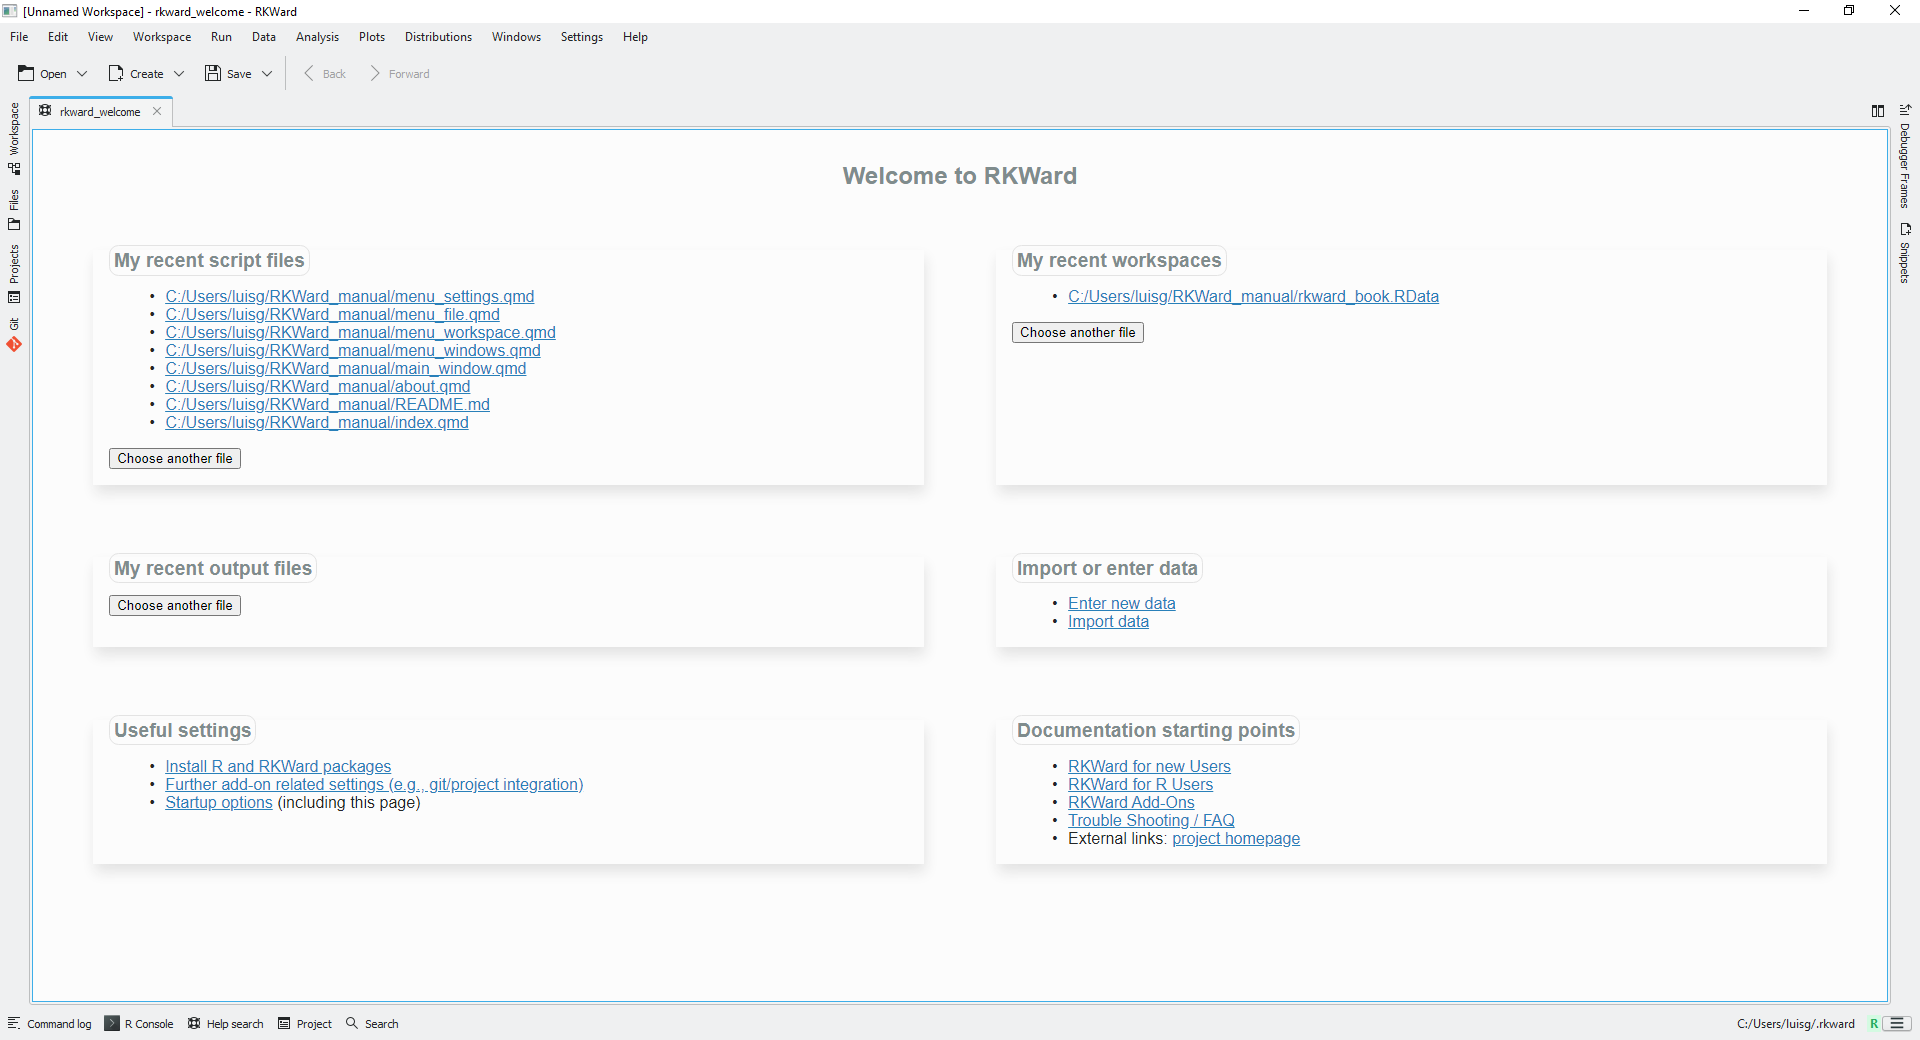 [Unnamed Workspace] - rkward_welcome - RKWard
File Edit View Workspace Run Data Analysis Plots Distributions Windows Settings Help
Open Create Save Back Forward
rkward_welcome
Workspace
Files
Projects
Git
Debugger Frames
Snippets
Welcome to RKWard
My recent script files
C:/Users/luisg/RKWard_manual/menu_settings.qmd
C:/Users/luisg/RKWard_manual/menu_file.qmd
C:/Users/luisg/RKWard_manual/menu_workspace.qmd
C:/Users/luisg/RKWard_manual/menu_windows.qmd
C:/Users/luisg/RKWard_manual/main_window.qmd
C:/Users/luisg/RKWard_manual/about.qmd
C:/Users/luisg/RKWard_manual/README.md
C:/Users/luisg/RKWard_manual/index.qmd
Choose another file
My recent workspaces
C:/Users/luisg/RKWard_manual/rkward_book.RData
Choose another file
My recent output files
Choose another file
Import or enter data
Enter new data
Import data
Useful settings
Install R and RKWard packages
Further add-on related settings (e.g., git/project integration)
Startup options (including this page)
Documentation starting points
RKWard for new Users
RKWard for R Users
RKWard Add-Ons
Trouble Shooting / FAQ
External links: project homepage
Command log R Console Help search Project Search
C:/Users/luisg/.rkward R